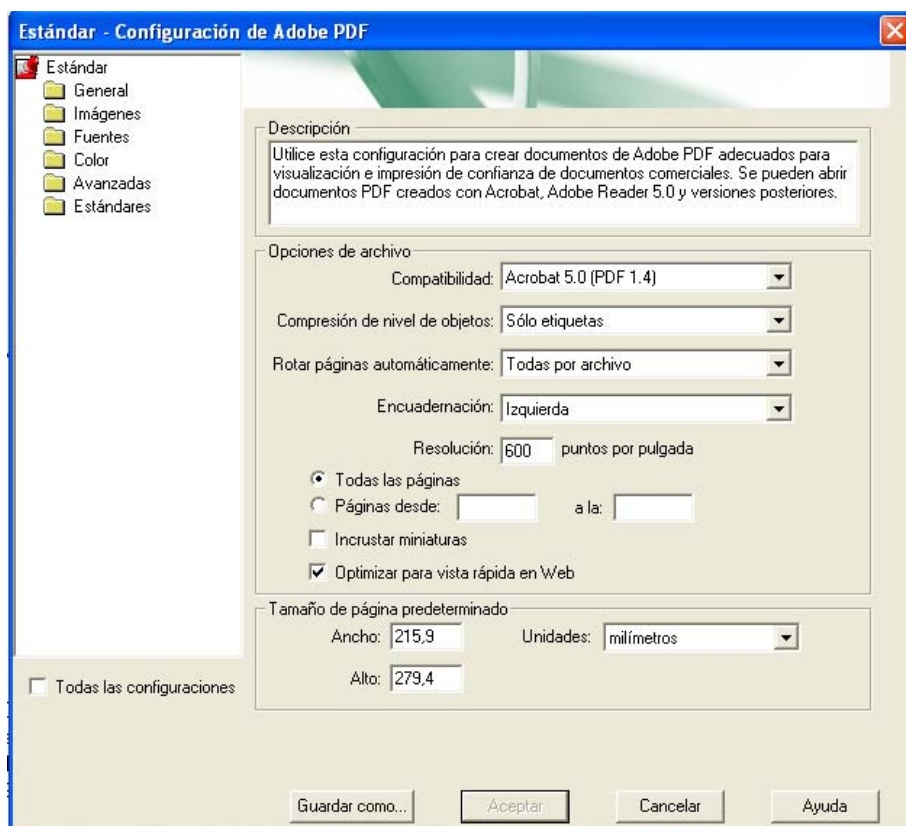 Estándar - Configuración de Adobe PDF
Estándar
General
Imágenes
Fuentes
Color
Avanzadas
Estándares
Todas las configuraciones
Descripción
Utilice esta configuración para crear documentos de Adobe PDF adecuados para
visualización e impresión de confianza de documentos comerciales. Se pueden abrir
documentos PDF creados con Acrobat, Adobe Reader 5.0 y versiones posteriores.
Opciones de archivo
Compatibilidad: Acrobat 5.0 (PDF 1.4)
Compresión de nivel de objetos: Sólo etiquetas
Rotar páginas automáticamente: Todas por archivo
Encuadernación: Izquierda
Resolución: 600 puntos por pulgada
Todas las páginas
Páginas desde: a la:
Incrustar miniaturas
Optimizar para vista rápida en Web
Tamaño de página predeterminado
Ancho: 215,9 Unidades: milímetros
Alto: 279,4
Guardar como... Aceptar Cancelar Ayuda